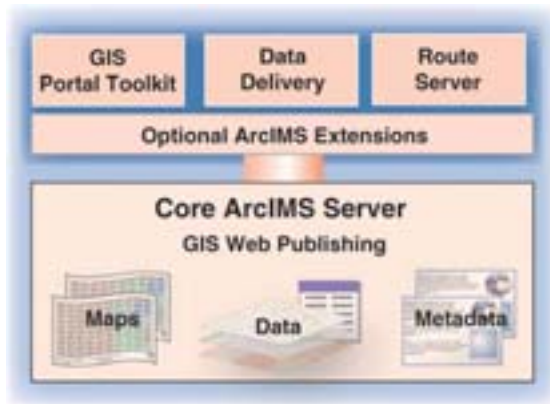 GIS
Portal Toolkit
Data
Delivery
Route
Server
Optional ArcIMS Extensions
Core ArcIMS Server
GIS Web Publishing
Maps
Data
Metadata